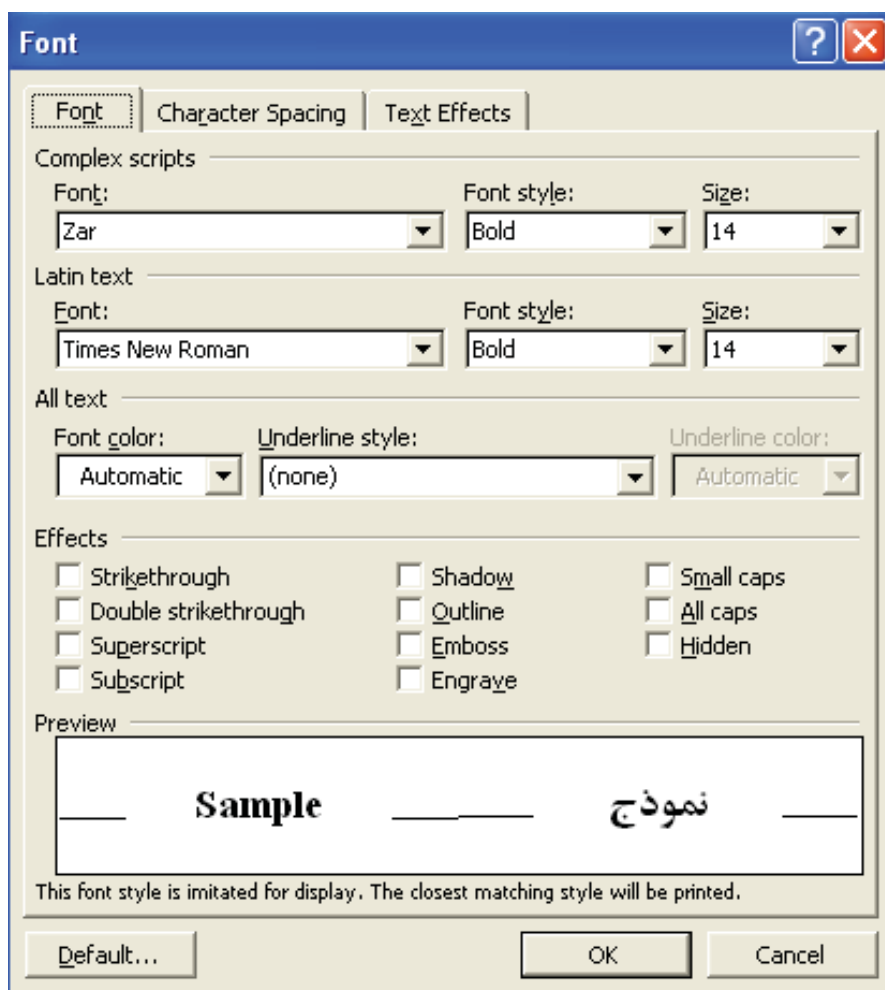 Font
Font Character Spacing Text Effects
Complex scripts
Font: Font style: Size:
Zar Bold 14
Latin text
Font: Font style: Size:
Times New Roman Bold 14
All text
Font color: Underline style: Underline color:
Automatic (none) Automatic
Effects
Strikethrough Shadow Small caps
Double strikethrough Outline All caps
Superscript Emboss Hidden
Subscript Engrave
Preview
Sample نموذج
This font style is imitated for display. The closest matching style will be printed.
Default... OK Cancel